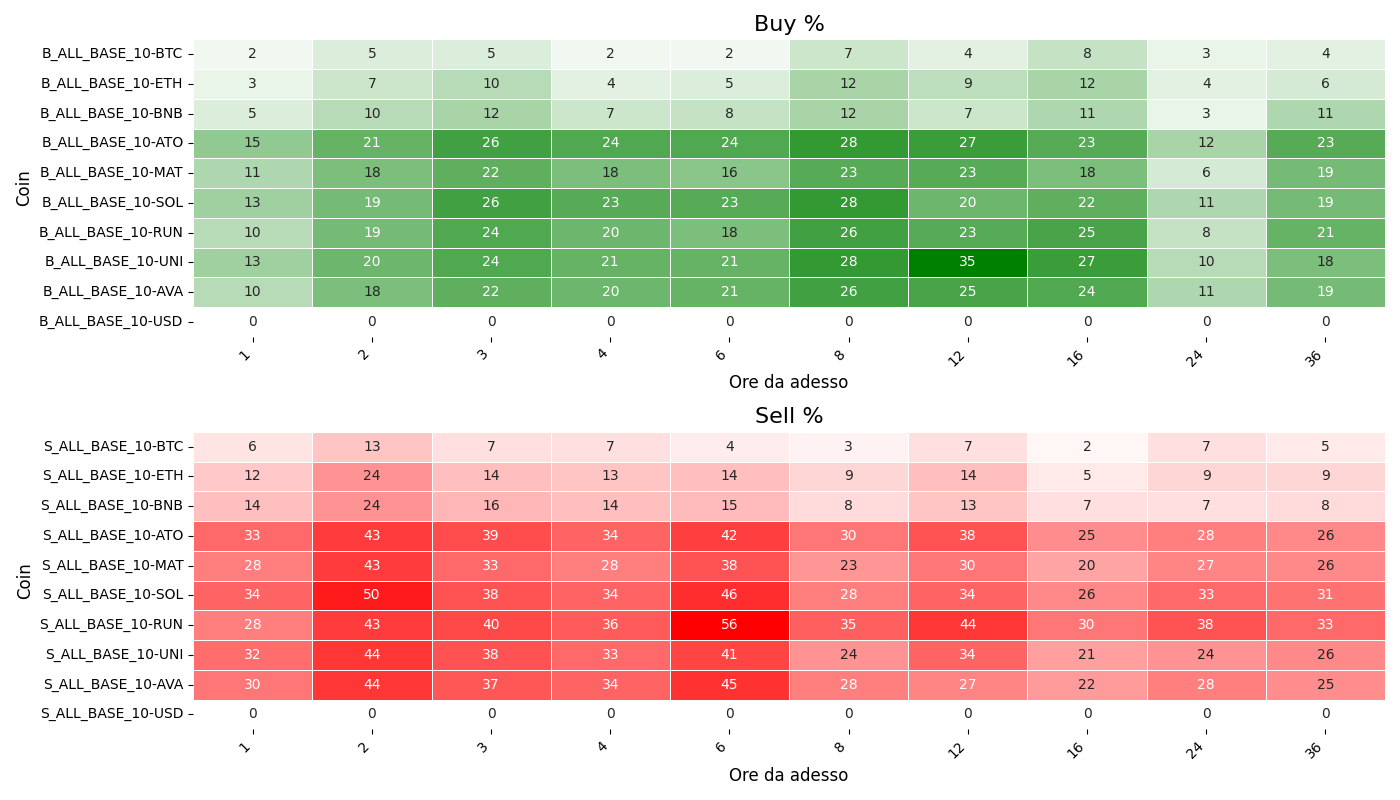 Buy %
Coin
B_ALL_BASE_10-BTC 2 5 5 2 2 7 4 8 3 4
B_ALL_BASE_10-ETH 3 7 10 4 5 12 9 12 4 6
B_ALL_BASE_10-BNB 5 10 12 7 8 12 7 11 3 11
B_ALL_BASE_10-ATO 15 21 26 24 24 28 27 23 12 23
B_ALL_BASE_10-MAT 11 18 22 18 16 23 23 18 6 19
B_ALL_BASE_10-SOL 13 19 26 23 23 28 20 22 11 19
B_ALL_BASE_10-RUN 10 19 24 20 18 26 23 25 8 21
B_ALL_BASE_10-UNI 13 20 24 21 21 28 35 27 10 18
B_ALL_BASE_10-AVA 10 18 22 20 21 26 25 24 11 19
B_ALL_BASE_10-USD 0 0 0 0 0 0 0 0 0 0
1 2 3 4 6 8 12 16 24 36
Ore da adesso
Sell %
Coin
S_ALL_BASE_10-BTC 6 13 7 7 4 3 7 2 7 5
S_ALL_BASE_10-ETH 12 24 14 13 14 9 14 5 9 9
S_ALL_BASE_10-BNB 14 24 16 14 15 8 13 7 7 8
S_ALL_BASE_10-ATO 33 43 39 34 42 30 38 25 28 26
S_ALL_BASE_10-MAT 28 43 33 28 38 23 30 20 27 26
S_ALL_BASE_10-SOL 34 50 38 34 46 28 34 26 33 31
S_ALL_BASE_10-RUN 28 43 40 36 56 35 44 30 38 33
S_ALL_BASE_10-UNI 32 44 38 33 41 24 34 21 24 26
S_ALL_BASE_10-AVA 30 44 37 34 45 28 27 22 28 25
S_ALL_BASE_10-USD 0 0 0 0 0 0 0 0 0 0
1 2 3 4 6 8 12 16 24 36
Ore da adesso